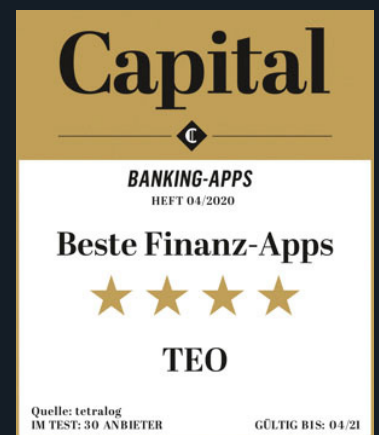 Capital
BANKING-APPS
HEFT 04/2020
Beste Finanz-Apps
TEO
Quelle: tetralog
IM TEST: 30 ANBIETER
GÜLTIG BIS: 04/21